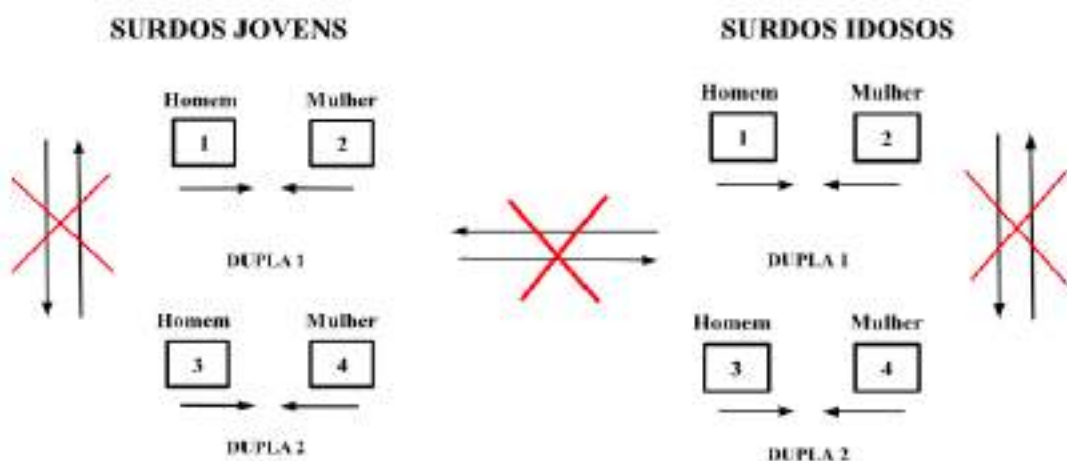 SURDOS JOVENS
Homem Mulher
1 2
DUPLA 1
Homem Mulher
3 4
DUPLA 2
SURDOS IDOSOS
Homem Mulher
1 2
DUPLA 1
Homem Mulher
3 4
DUPLA 2